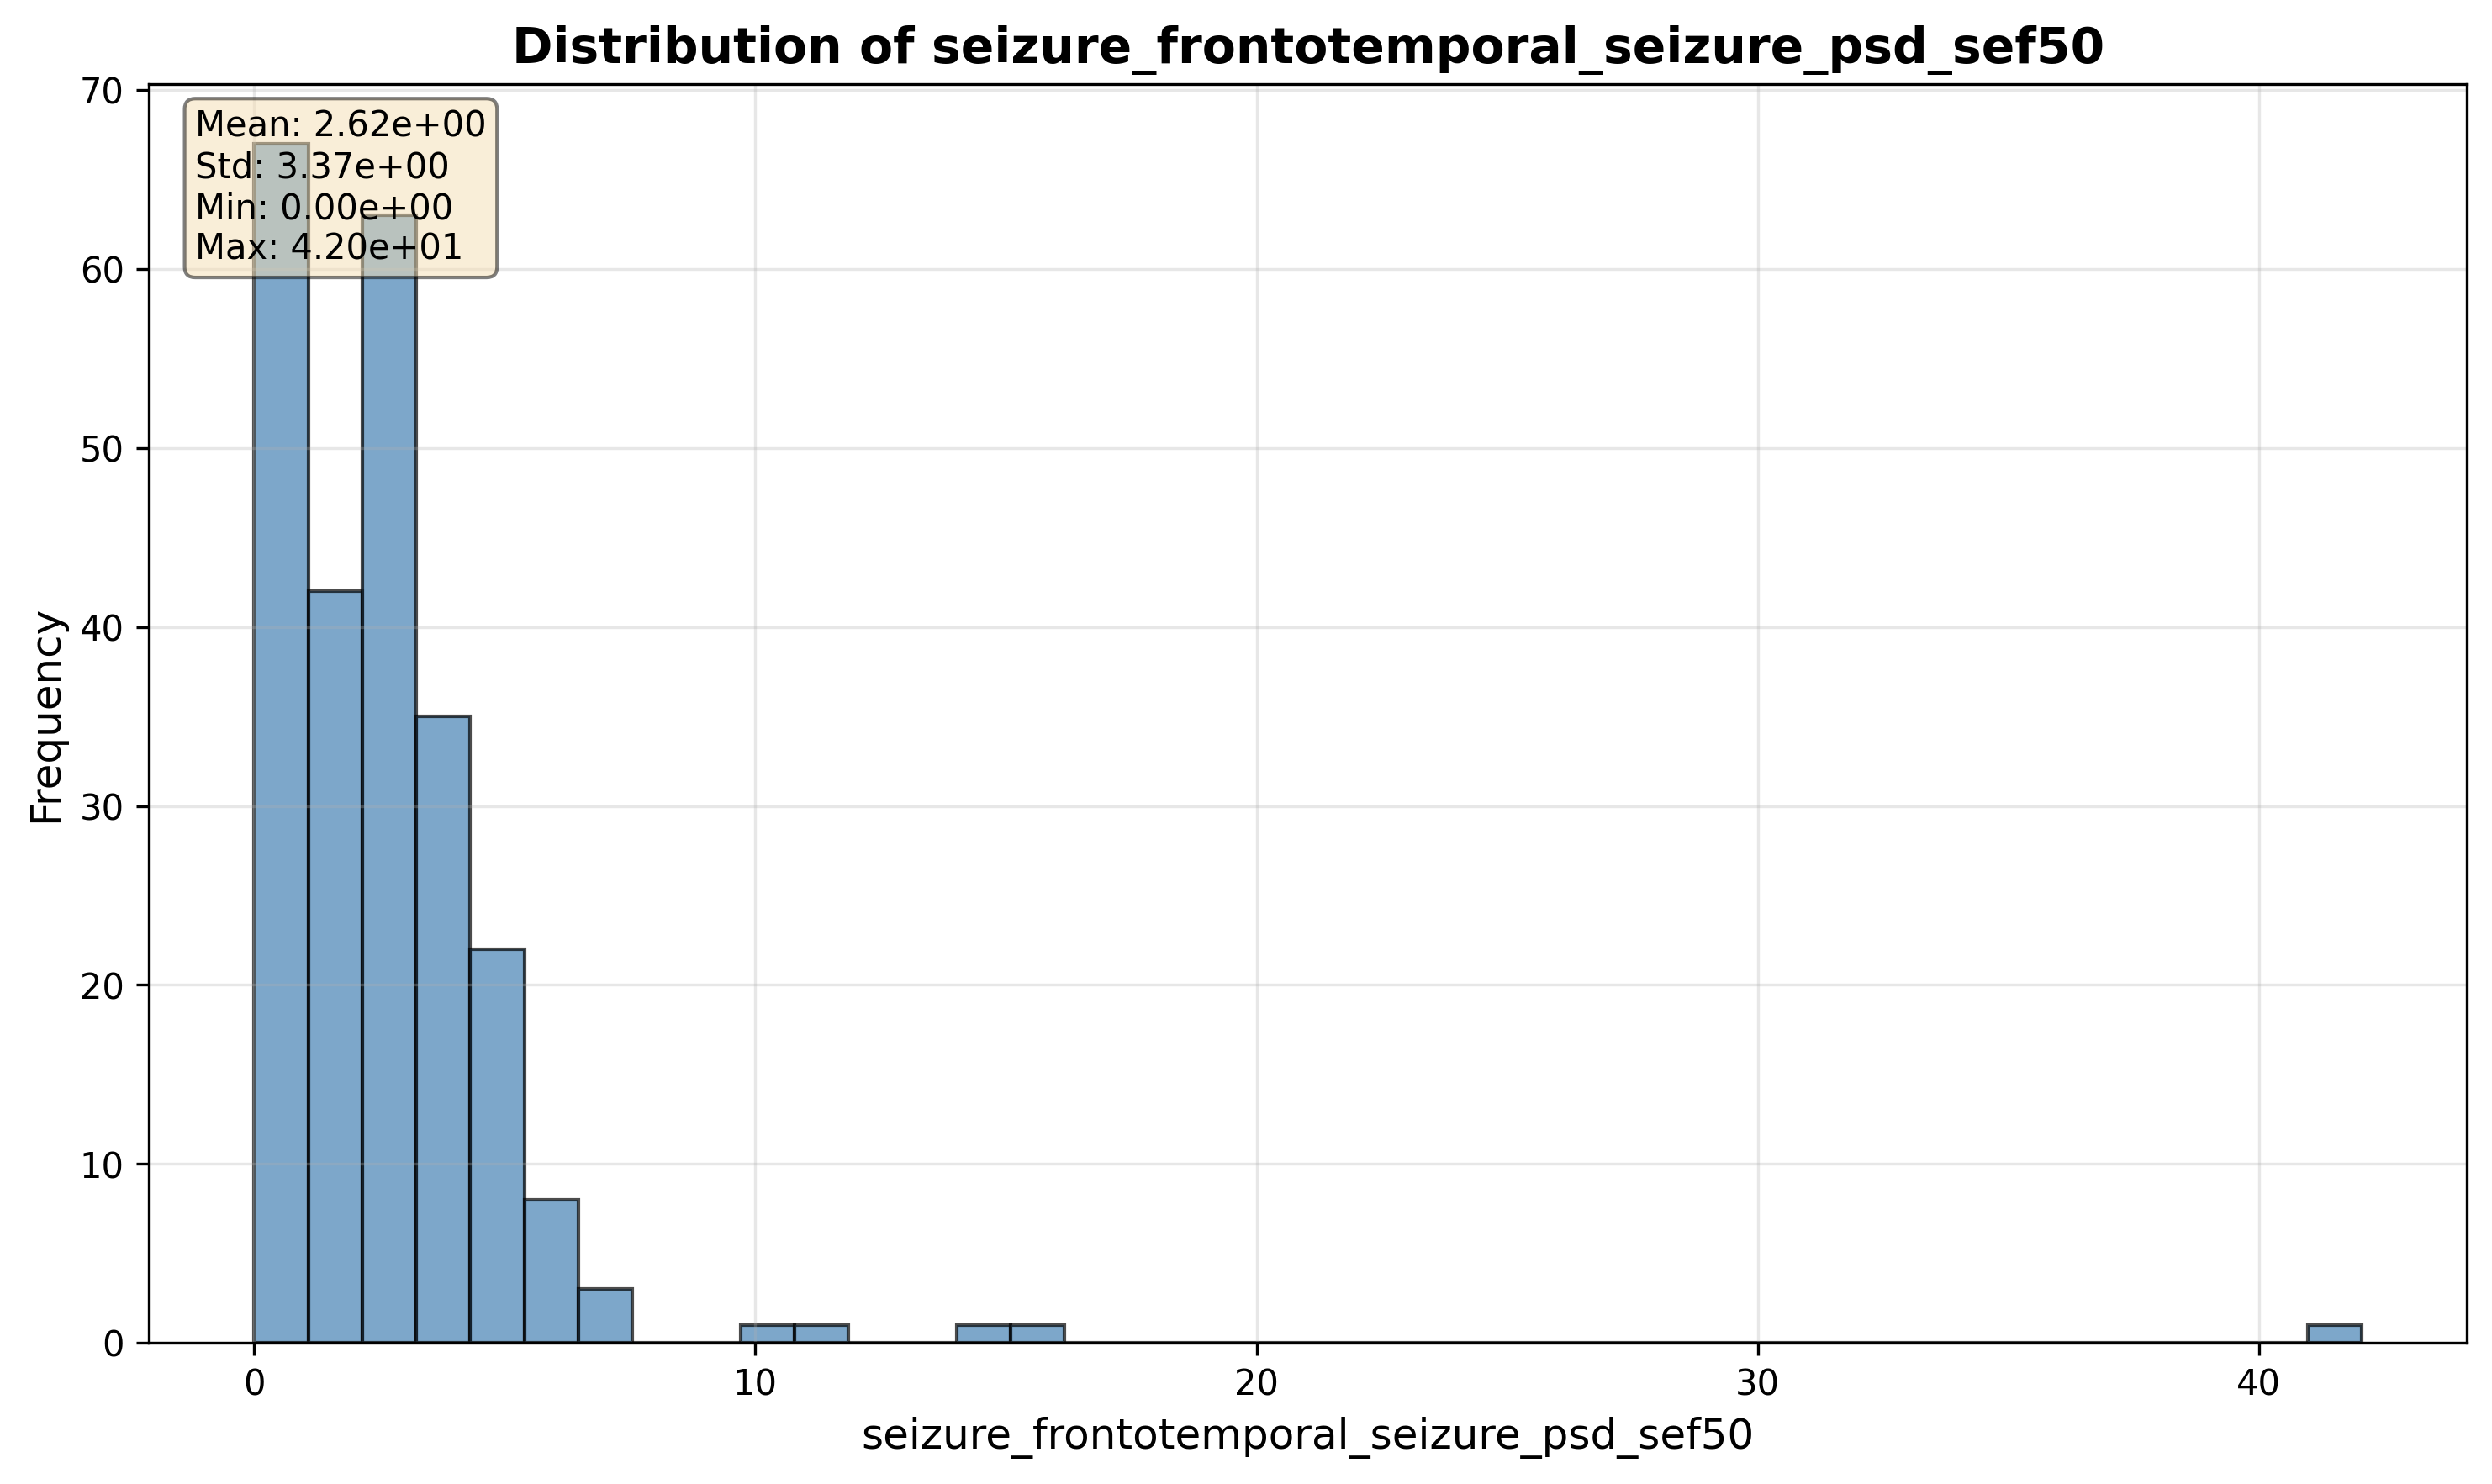 Distribution of seizure_frontotemporal_seizure_psd_sef50
Mean: 2.62e+00
Std: 3.37e+00
Min: 0.00e+00
Max: 4.20e+01
Frequency
70
60
50
40
30
20
10
0
0 10 20 30 40
seizure_frontotemporal_seizure_psd_sef50